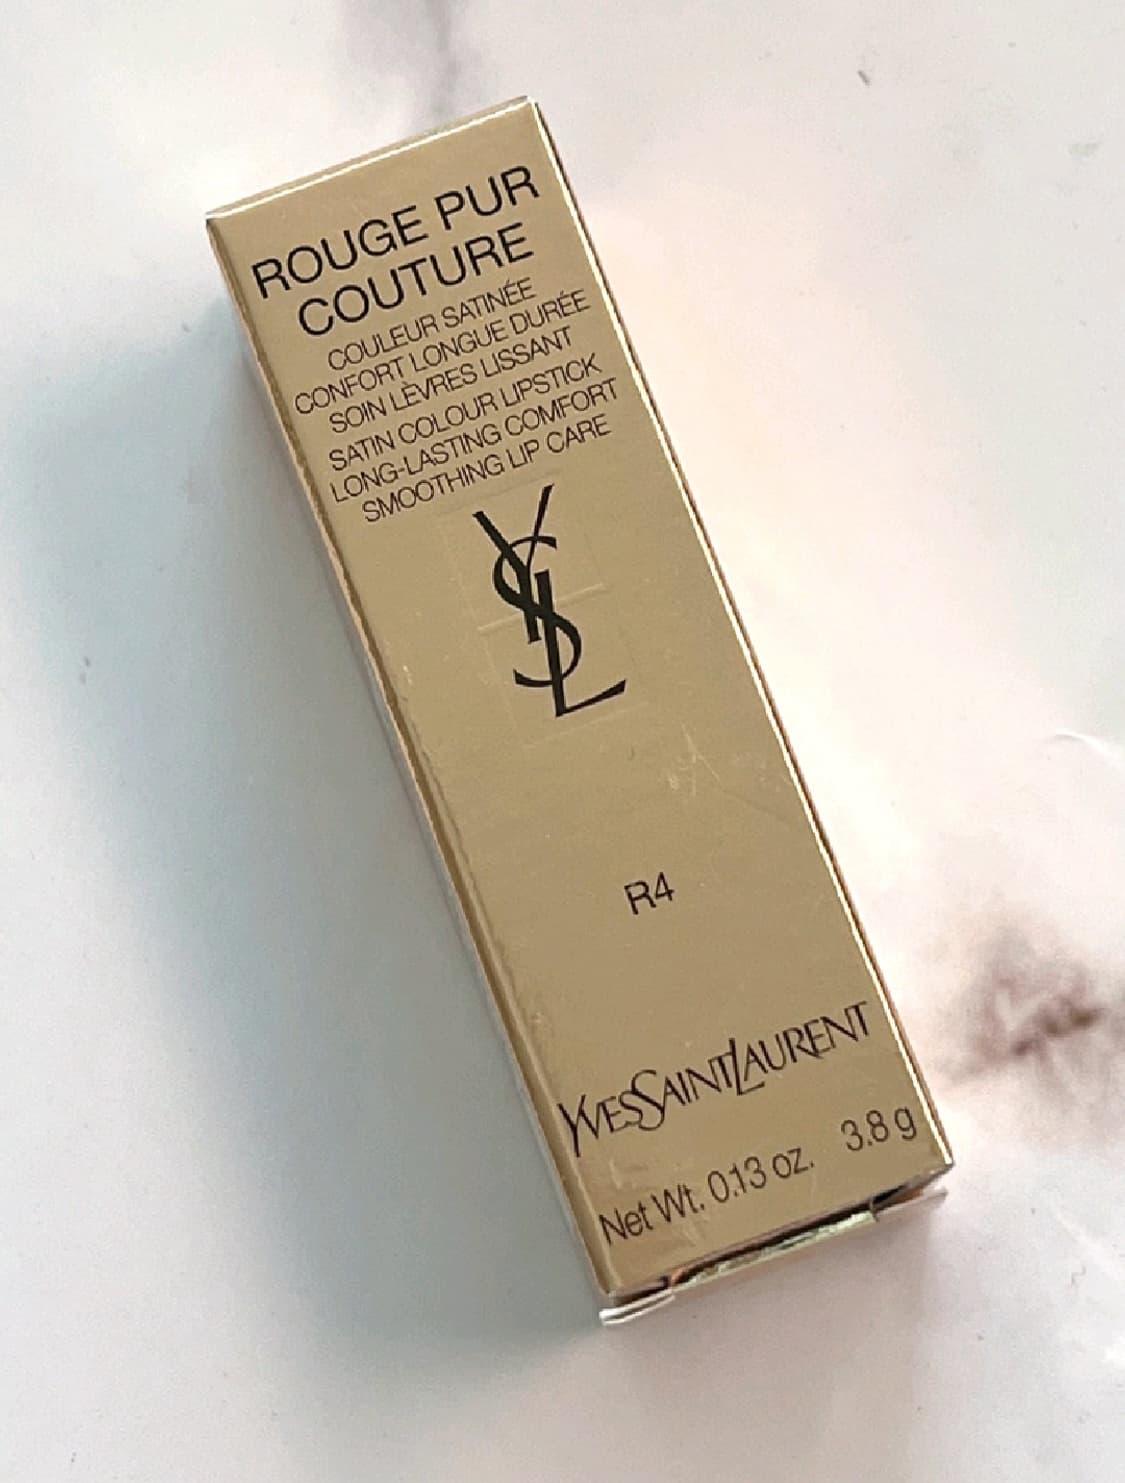 ROUGE PUR
COUTURE
COULEUR SATINÉE
CONFORT LONGUE DURÉE
SOIN LÈVRES LISSANT
SATIN COLOUR LIPSTICK
LONG-LASTING COMFORT
SMOOTHING LIP CARE
YSL
R4
YVESSAINTLAURENT
Net Wt. 0.13 oz. 3.8 g